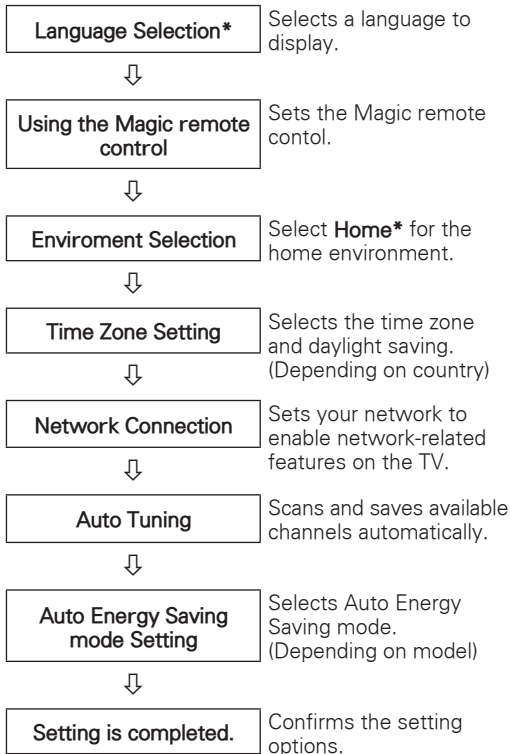 Language Selection*
Selects a language to
display.
Using the Magic remote
control
Sets the Magic remote
contol.
Enviroment Selection
Select Home* for the
home environment.
Time Zone Setting
Selects the time zone
and daylight saving.
(Depending on country)
Network Connection
Sets your network to
enable network-related
features on the TV.
Auto Tuning
Scans and saves available
channels automatically.
Auto Energy Saving
mode Setting
Selects Auto Energy
Saving mode.
(Depending on model)
Setting is completed.
Confirms the setting
options.